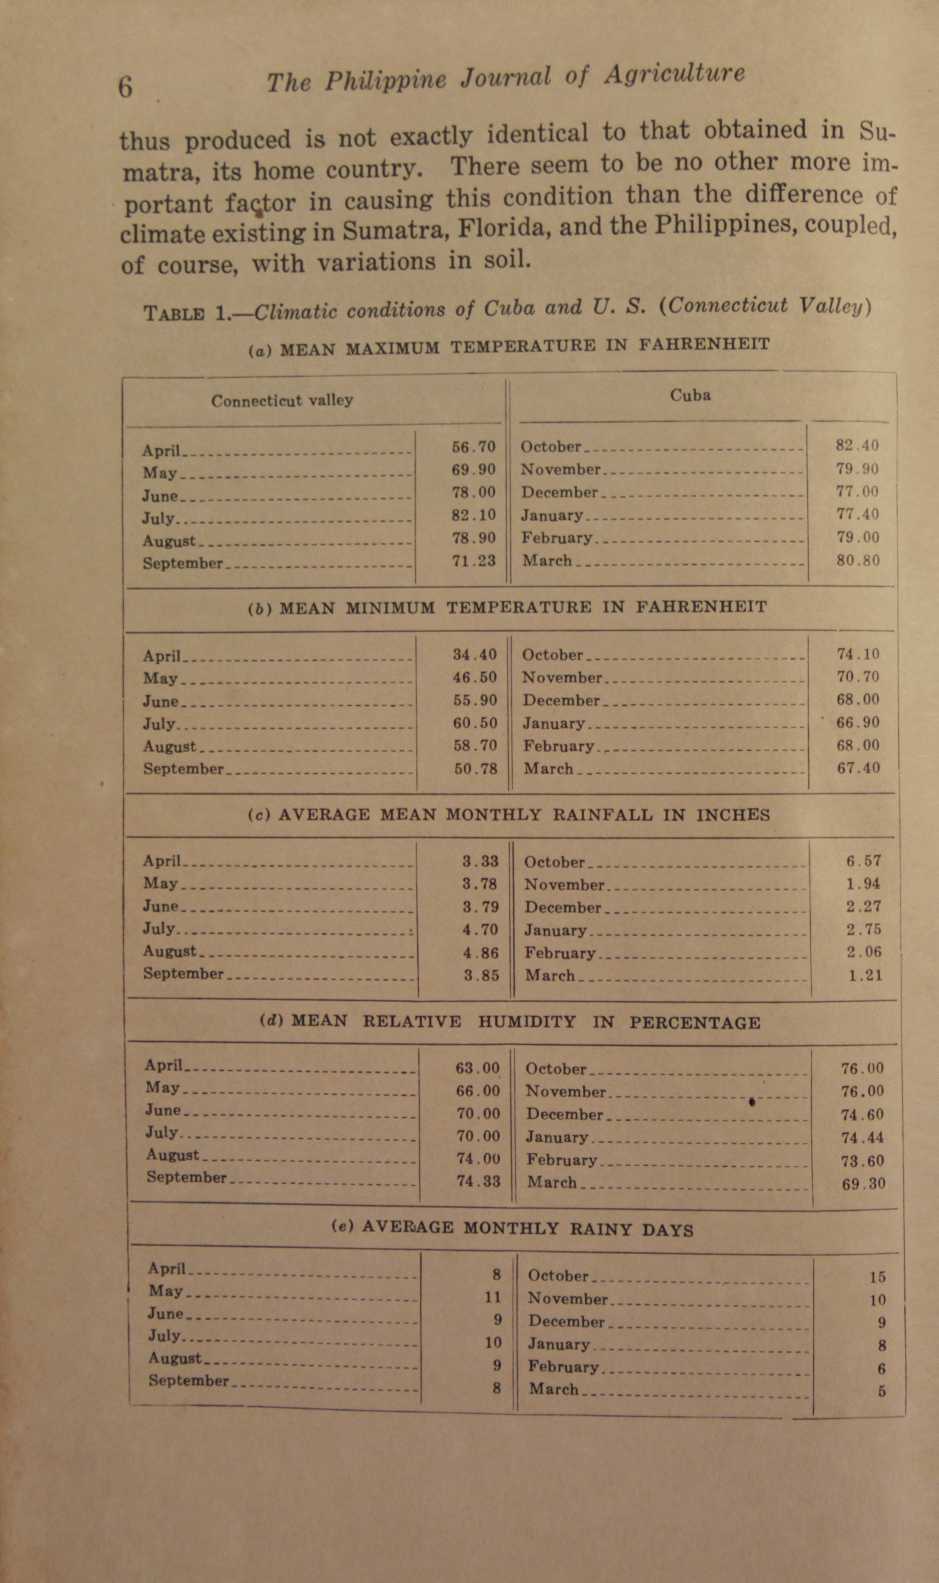 6 The Philippine Journal of Agriculture
thus produced is not exactly identical to that obtained in Su-
matra, its home country. There seem to be no other more im-
portant factor in causing this condition than the difference of
climate existing in Sumatra, Florida, and the Philippines, coupled,
of course, with variations in soil.
TABLE 1.—Climatic conditions of Cuba and U. S. (Connecticut Valley)
(a) MEAN MAXIMUM TEMPERATURE IN FAHRENHEIT
Connecticut valley Cuba
April 56.70 October 82.40
May 69.90 November 79.90
June 78.00 December 77.00
July 82.10 January 77.40
August 78.90 February 79.00
September 71.23 March 80.80
(b) MEAN MINIMUM TEMPERATURE IN FAHRENHEIT
April 34.40 October 74.10
May 46.50 November 70.70
June 55.90 December 68.00
July 60.50 January 66.90
August 58.70 February 68.00
September 50.78 March 67.40
(c) AVERAGE MEAN MONTHLY RAINFALL IN INCHES
April 3.33 October 6.57
May 3.78 November 1.94
June 3.79 December 2.27
July 4.70 January 2.75
August 4.86 February 2.06
September 3.85 March 1.21
(d) MEAN RELATIVE HUMIDITY IN PERCENTAGE
April 63.00 October 76.00
May 66.00 November 76.00
June 70.00 December 74.60
July 70.00 January 74.44
August 74.00 February 73.60
September 74.33 March 69.30
(e) AVERAGE MONTHLY RAINY DAYS
April 8 October 15
May 11 November 10
June 9 December 9
July 10 January 8
August 9 February 6
September 8 March 5